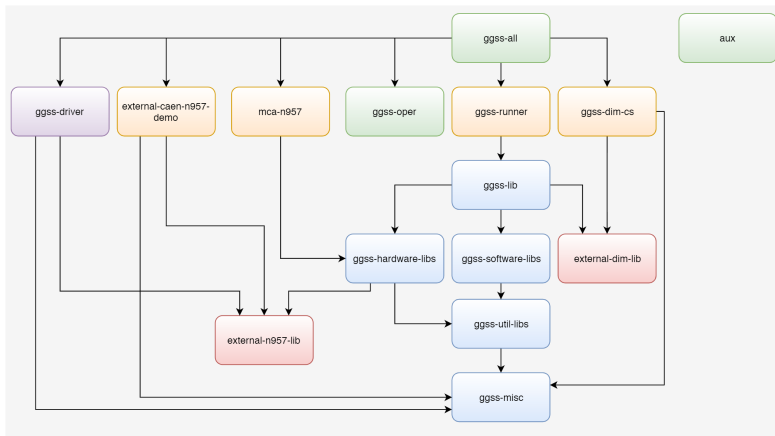 ggss-all
aux
ggss-driver
external-caen-n957-
demo
mca-n957
ggss-oper
ggss-runner
ggss-dim-cs
ggss-lib
ggss-hardware-libs
ggss-software-libs
external-dim-lib
ggss-util-libs
external-n957-lib
ggss-misc